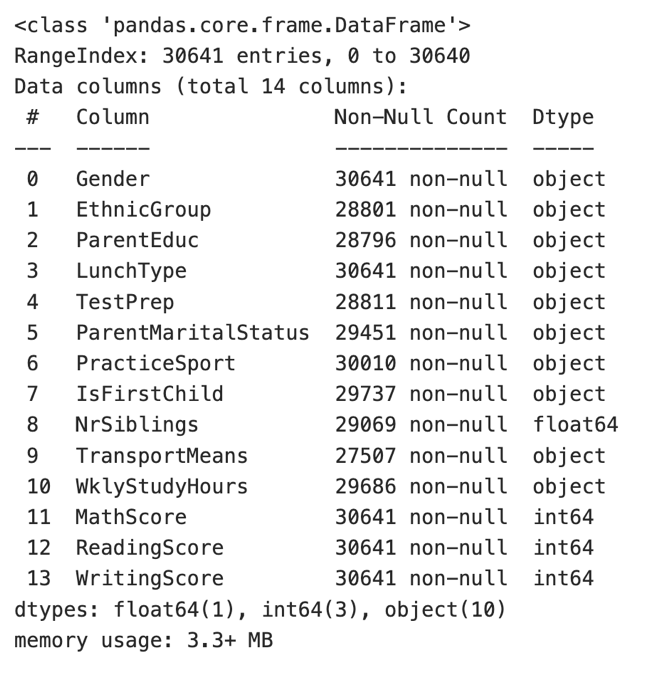 <class 'pandas.core.frame.DataFrame'>
RangeIndex: 30641 entries, 0 to 30640
Data columns (total 14 columns):
 #   Column               Non-Null Count  Dtype
---  ------               --------------  -----
 0   Gender               30641 non-null  object
 1   EthnicGroup          28801 non-null  object
 2   ParentEduc           28796 non-null  object
 3   LunchType            30641 non-null  object
 4   TestPrep             28811 non-null  object
 5   ParentMaritalStatus  29451 non-null  object
 6   PracticeSport        30010 non-null  object
 7   IsFirstChild         29737 non-null  object
 8   NrSiblings           29069 non-null  float64
 9   TransportMeans       27507 non-null  object
 10  WklyStudyHours       29686 non-null  object
 11  MathScore            30641 non-null  int64
 12  ReadingScore         30641 non-null  int64
 13  WritingScore         30641 non-null  int64
dtypes: float64(1), int64(3), object(10)
memory usage: 3.3+ MB